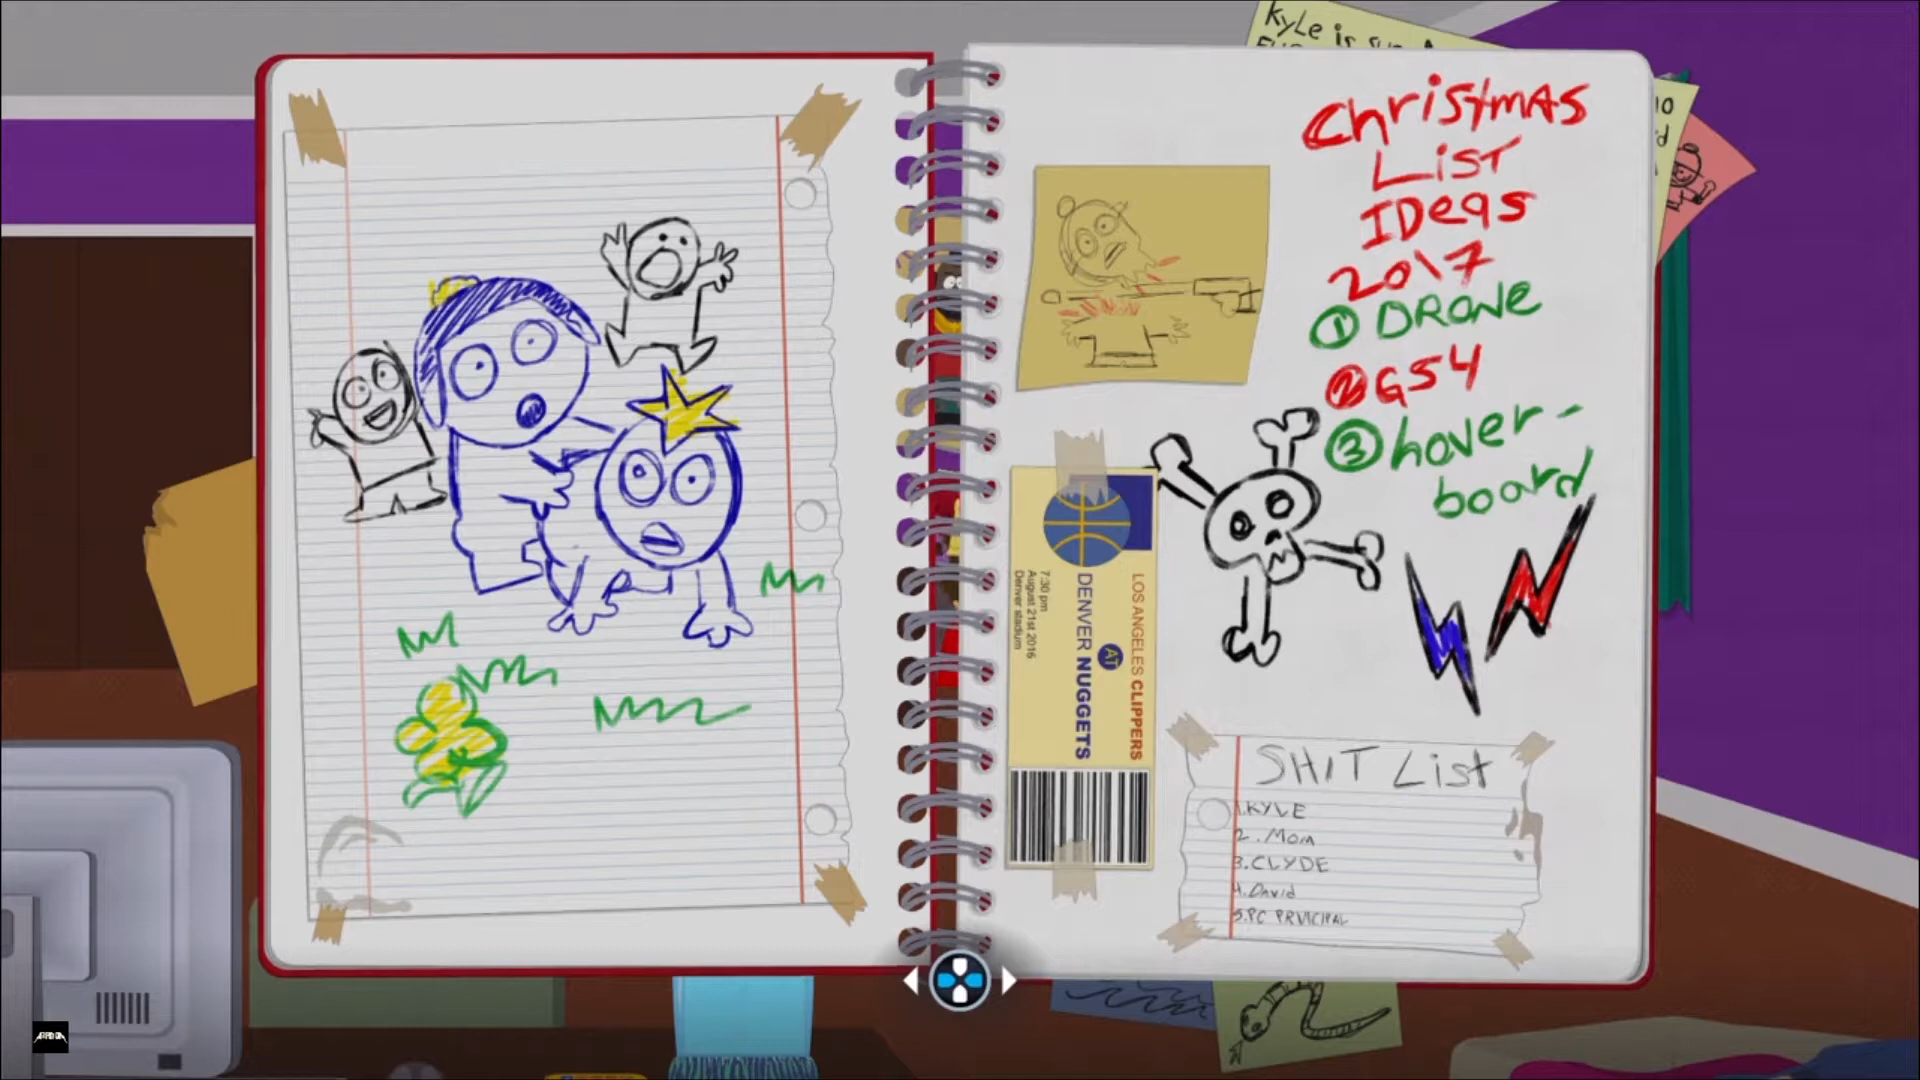 KyLe is
ChristmAS
LisT
IDeas
2017
① DRONe
② GS4
③ hover-
board
LOS ANGELES CLIPPERS
AT
DENVER NUGGETS
7:30 pm
August 21st 2016
Denver stadium
SHIT List
1.KYLE
2. Mom
3.CLYDE
4.David
5.PC PRVICIPAL